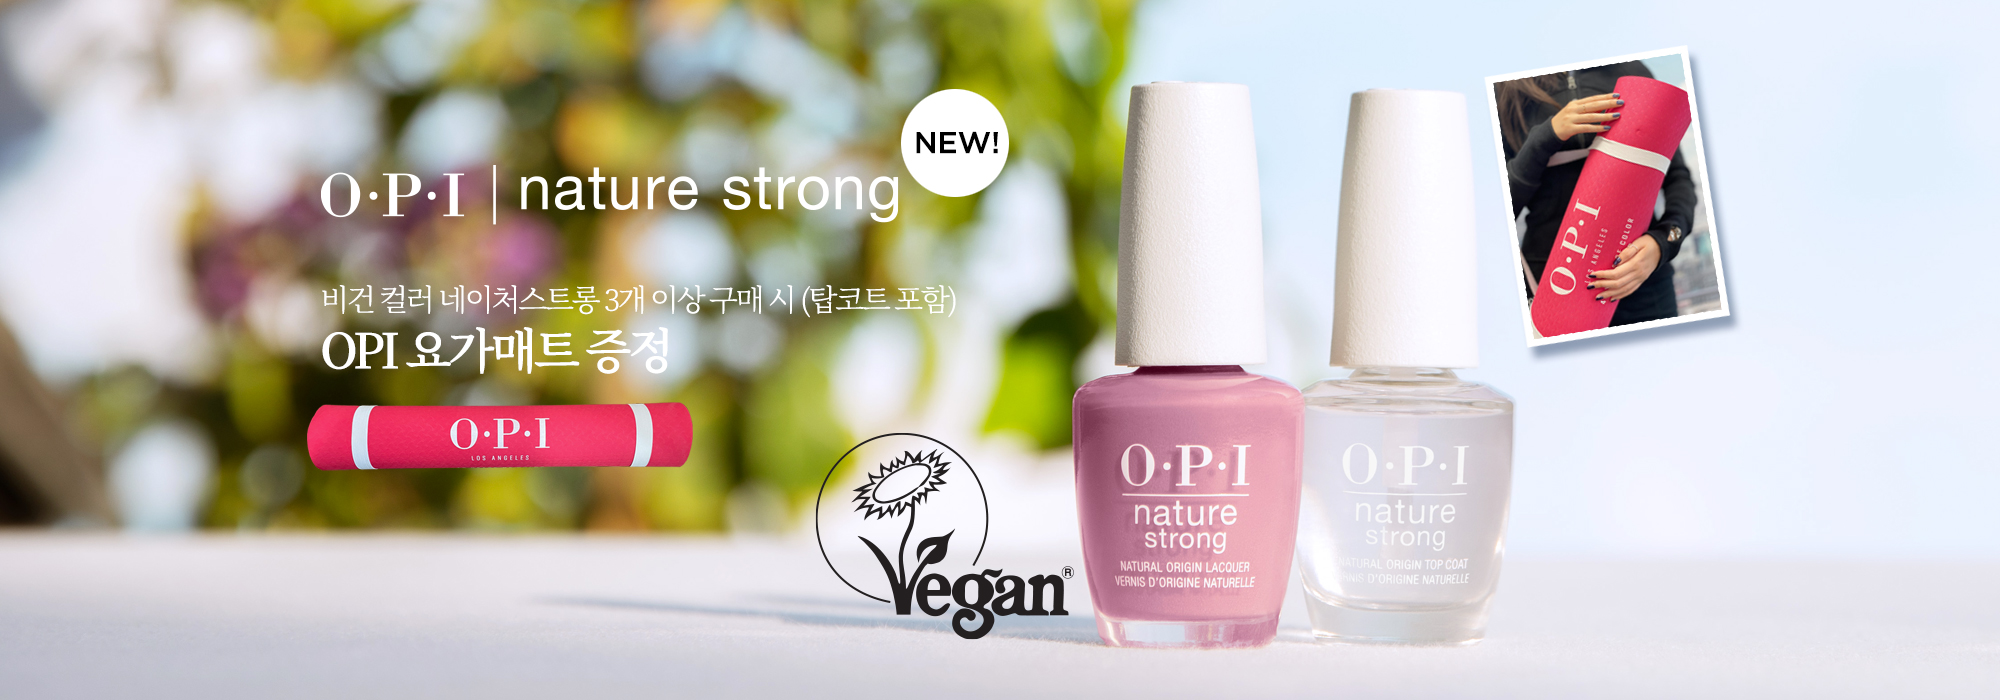 O·P·I | nature strong
NEW!
비건 컬러 네이처스트롱 3개 이상 구매 시 (탑코트 포함)
OPI 요가매트 증정
O·P·I
LOS ANGELES
Vegan®
O·P·I
nature
strong
NATURAL ORIGIN LACQUER
VERNIS D'ORIGINE NATURELLE
O·P·I
nature
strong
NATURAL ORIGIN TOP COAT
D'ORIGINE NATURELLE
O·P·I
ANGELES
COLOR